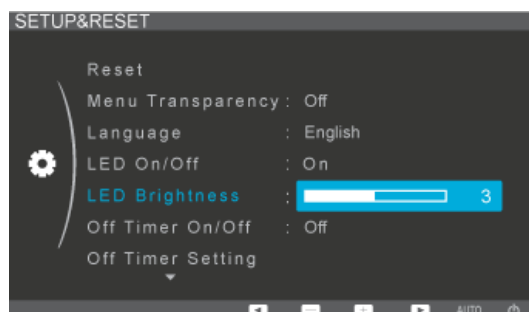 SETUP&RESET
Reset
Menu Transparency : Off
Language : English
LED On/Off : On
LED Brightness : 3
Off Timer On/Off : Off
Off Timer Setting
AUTO